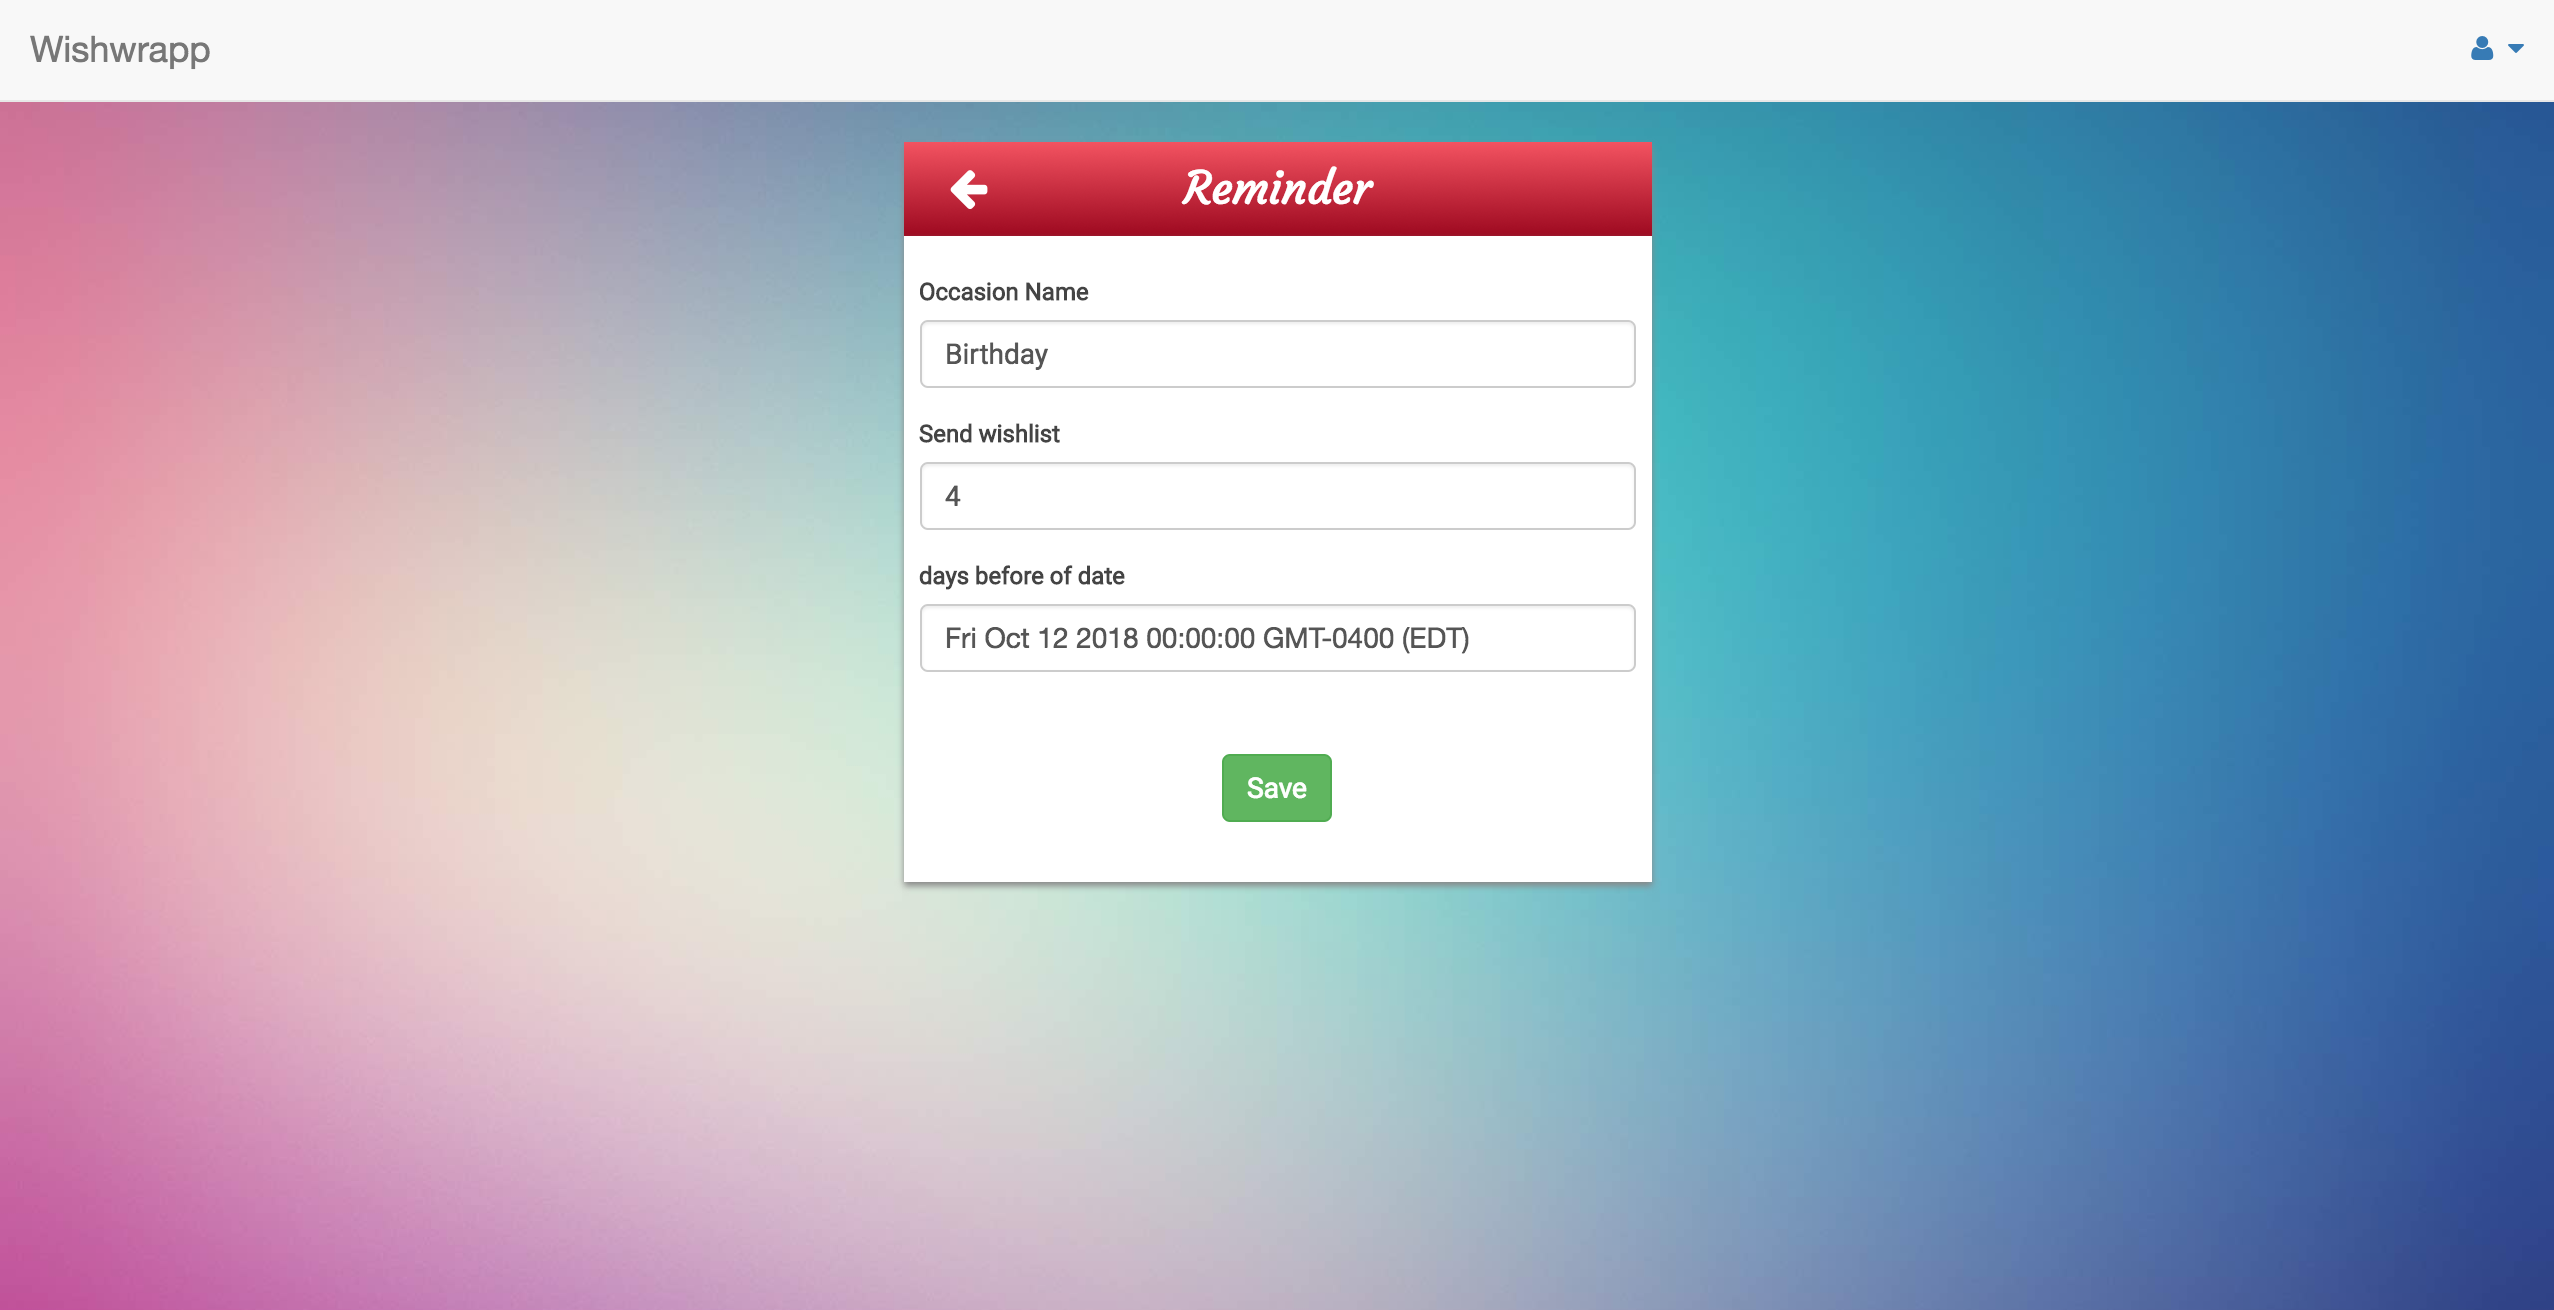 Wishwrapp
Reminder
Occasion Name
Birthday
Send wishlist
4
days before of date
Fri Oct 12 2018 00:00:00 GMT-0400 (EDT)
Save